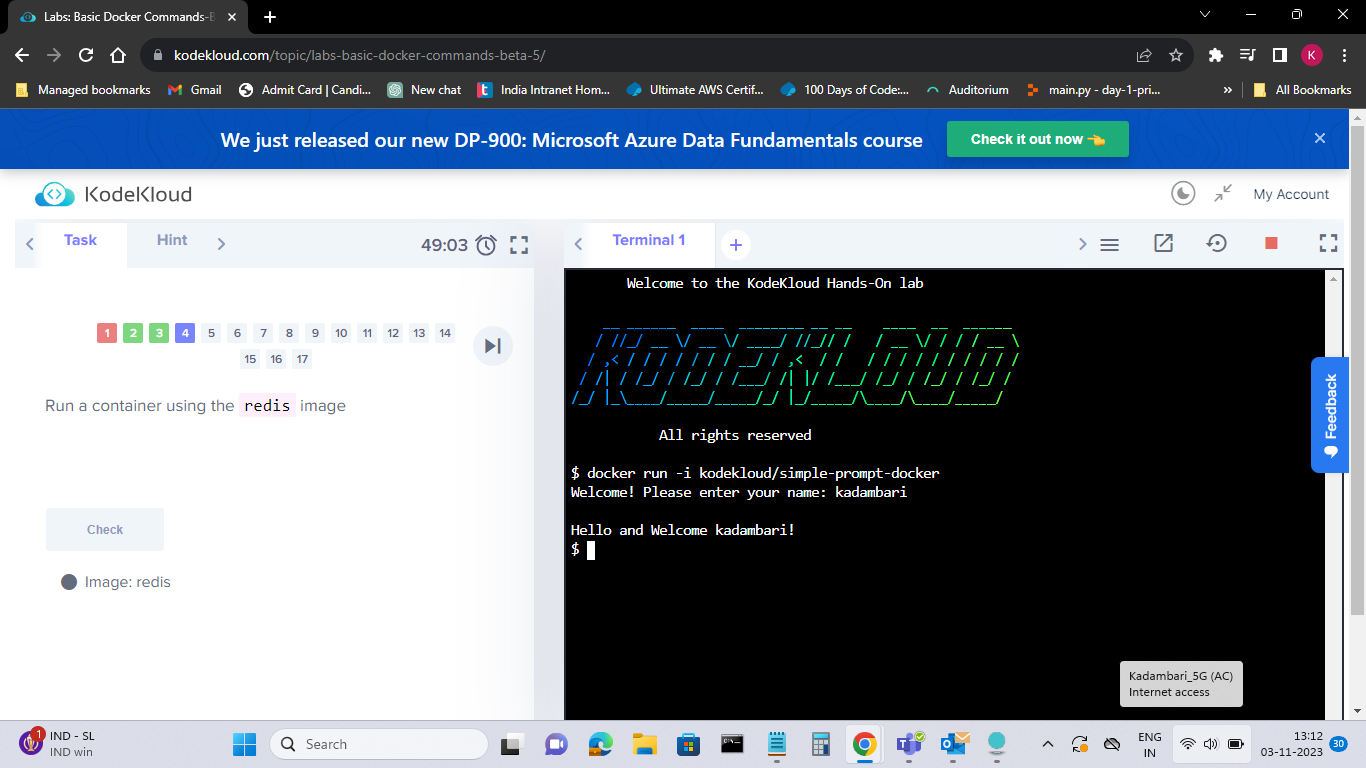 Labs: Basic Docker Commands-B
kodekloud.com/topic/labs-basic-docker-commands-beta-5/
K
Managed bookmarks
Gmail
Admit Card | Candi...
New chat
India Intranet Hom...
Ultimate AWS Certif...
100 Days of Code:...
Auditorium
main.py - day-1-pri...
»
All Bookmarks
We just released our new DP-900: Microsoft Azure Data Fundamentals course
Check it out now 👈
KodeKloud
My Account
Task
Hint
49:03
Terminal 1
1 2 3 4 5 6 7 8 9 10 11 12 13 14
15 16 17
Run a container using the redis image
Check
Image: redis
Welcome to the KodeKloud Hands-On lab
KODEKLOUD
All rights reserved
$ docker run -i kodekloud/simple-prompt-docker
Welcome! Please enter your name: kadambari
Hello and Welcome kadambari!
$
Feedback
Kadambari_5G (AC)
Internet access
1
IND - SL
IND win
Search
ENG
IN
13:12
03-11-2023
30